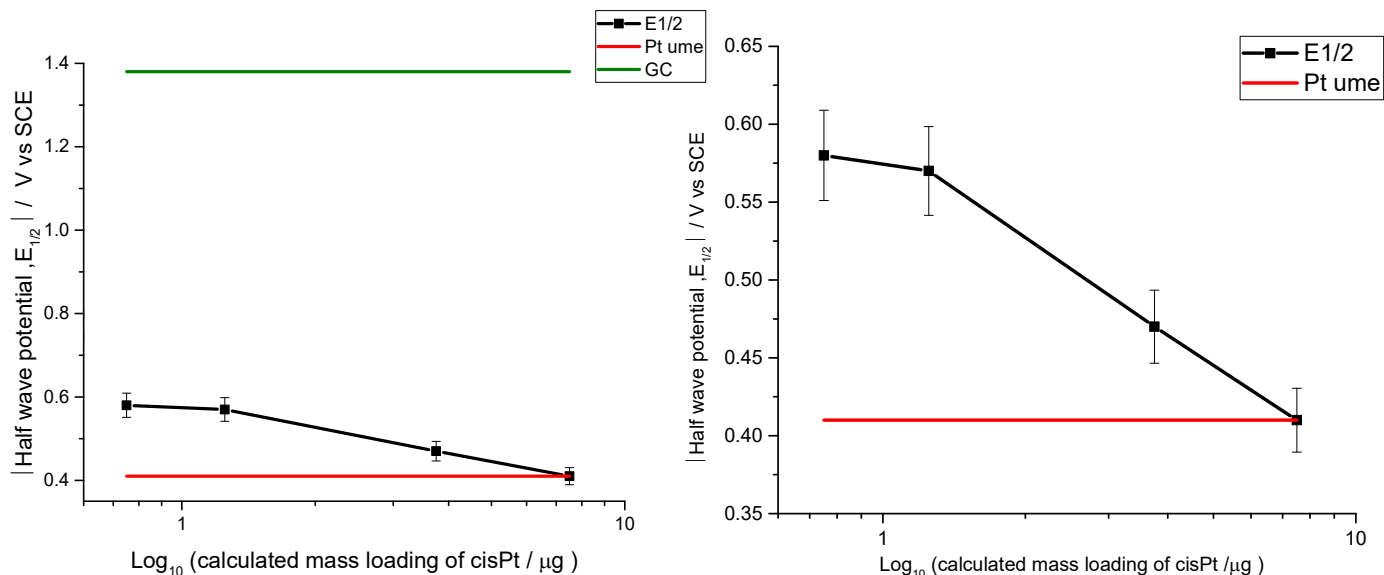 E1/2
Pt ume
GC
1.4
1.2
1.0
0.8
0.6
0.4
|Half wave potential ,E1/2| / V vs SCE
1
10
Log10 (calculated mass loading of cisPt / μg )
E1/2
Pt ume
0.65
0.60
0.55
0.50
0.45
0.40
0.35
|Half wave potential ,E1/2| / V vs SCE
1
10
Log10 (calculated mass loading of cisPt /μg )